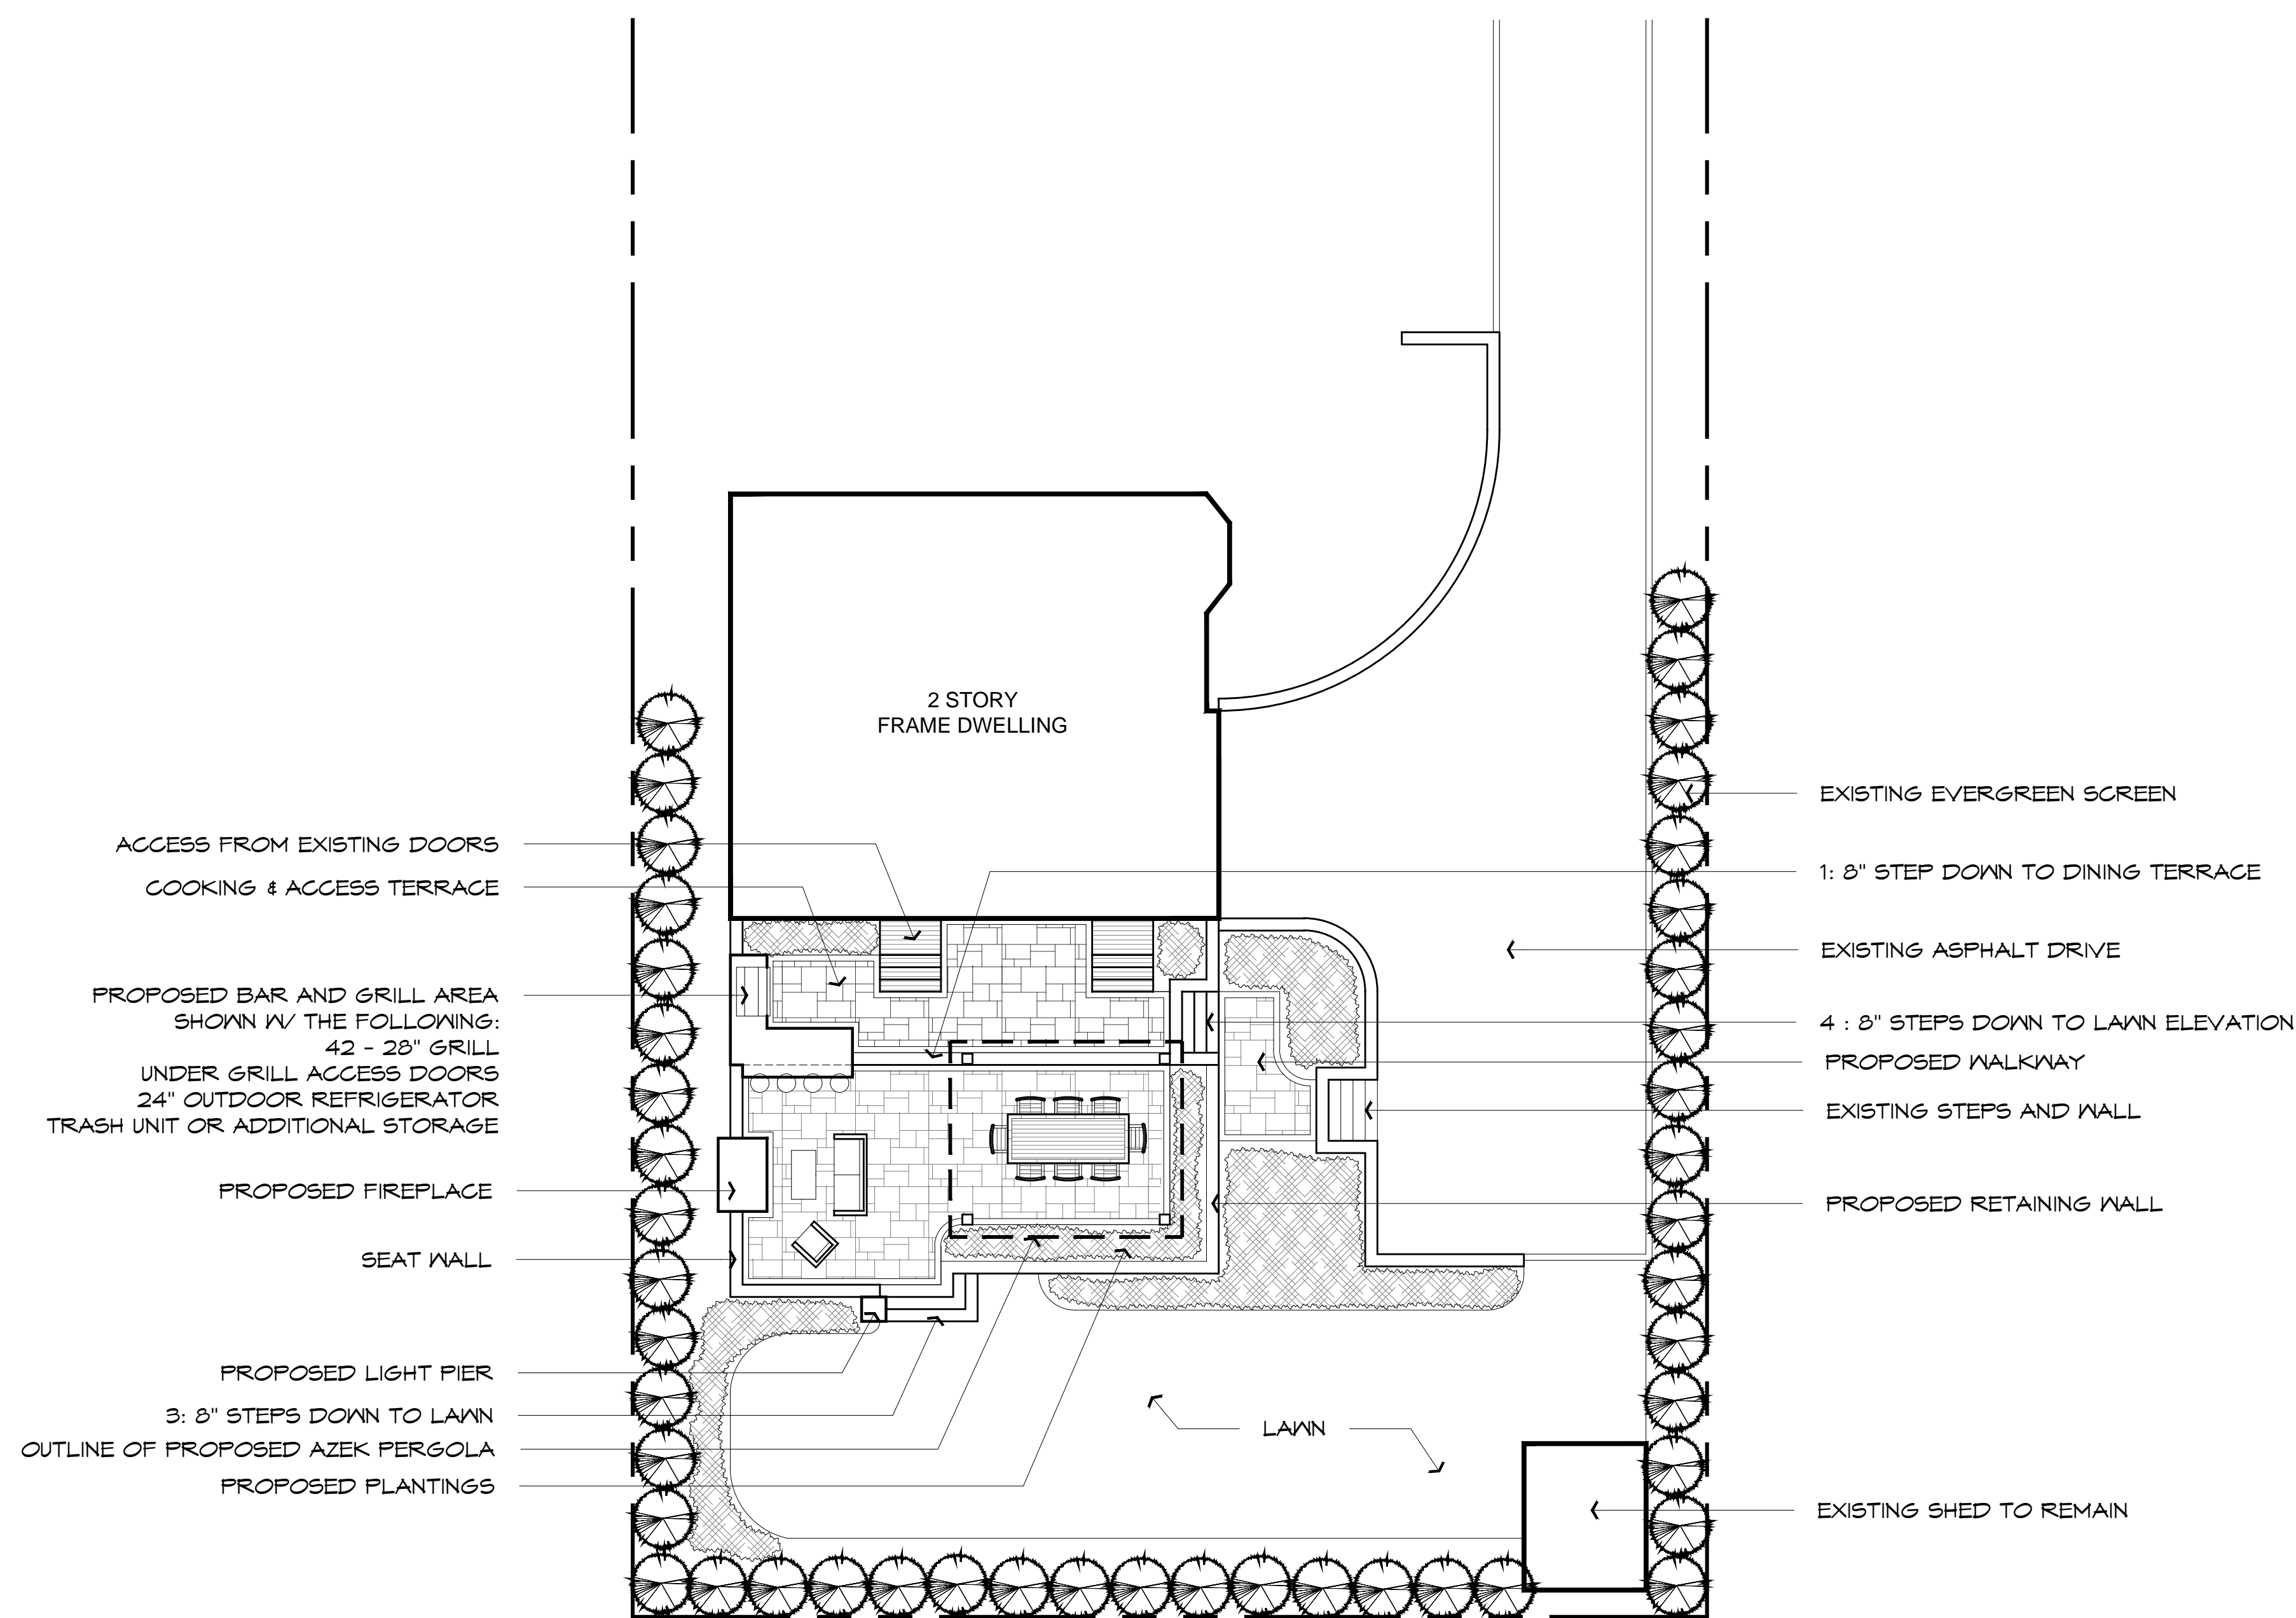 2 STORY
FRAME DWELLING
ACCESS FROM EXISTING DOORS
COOKING & ACCESS TERRACE
PROPOSED BAR AND GRILL AREA
SHOWN W/ THE FOLLOWING:
42 - 28" GRILL
UNDER GRILL ACCESS DOORS
24" OUTDOOR REFRIGERATOR
TRASH UNIT OR ADDITIONAL STORAGE
PROPOSED FIREPLACE
SEAT WALL
PROPOSED LIGHT PIER
3: 8" STEPS DOWN TO LAWN
OUTLINE OF PROPOSED AZEK PERGOLA
PROPOSED PLANTINGS
LAWN
EXISTING EVERGREEN SCREEN
1: 8" STEP DOWN TO DINING TERRACE
EXISTING ASPHALT DRIVE
4 : 8" STEPS DOWN TO LAWN ELEVATION
PROPOSED WALKWAY
EXISTING STEPS AND WALL
PROPOSED RETAINING WALL
EXISTING SHED TO REMAIN